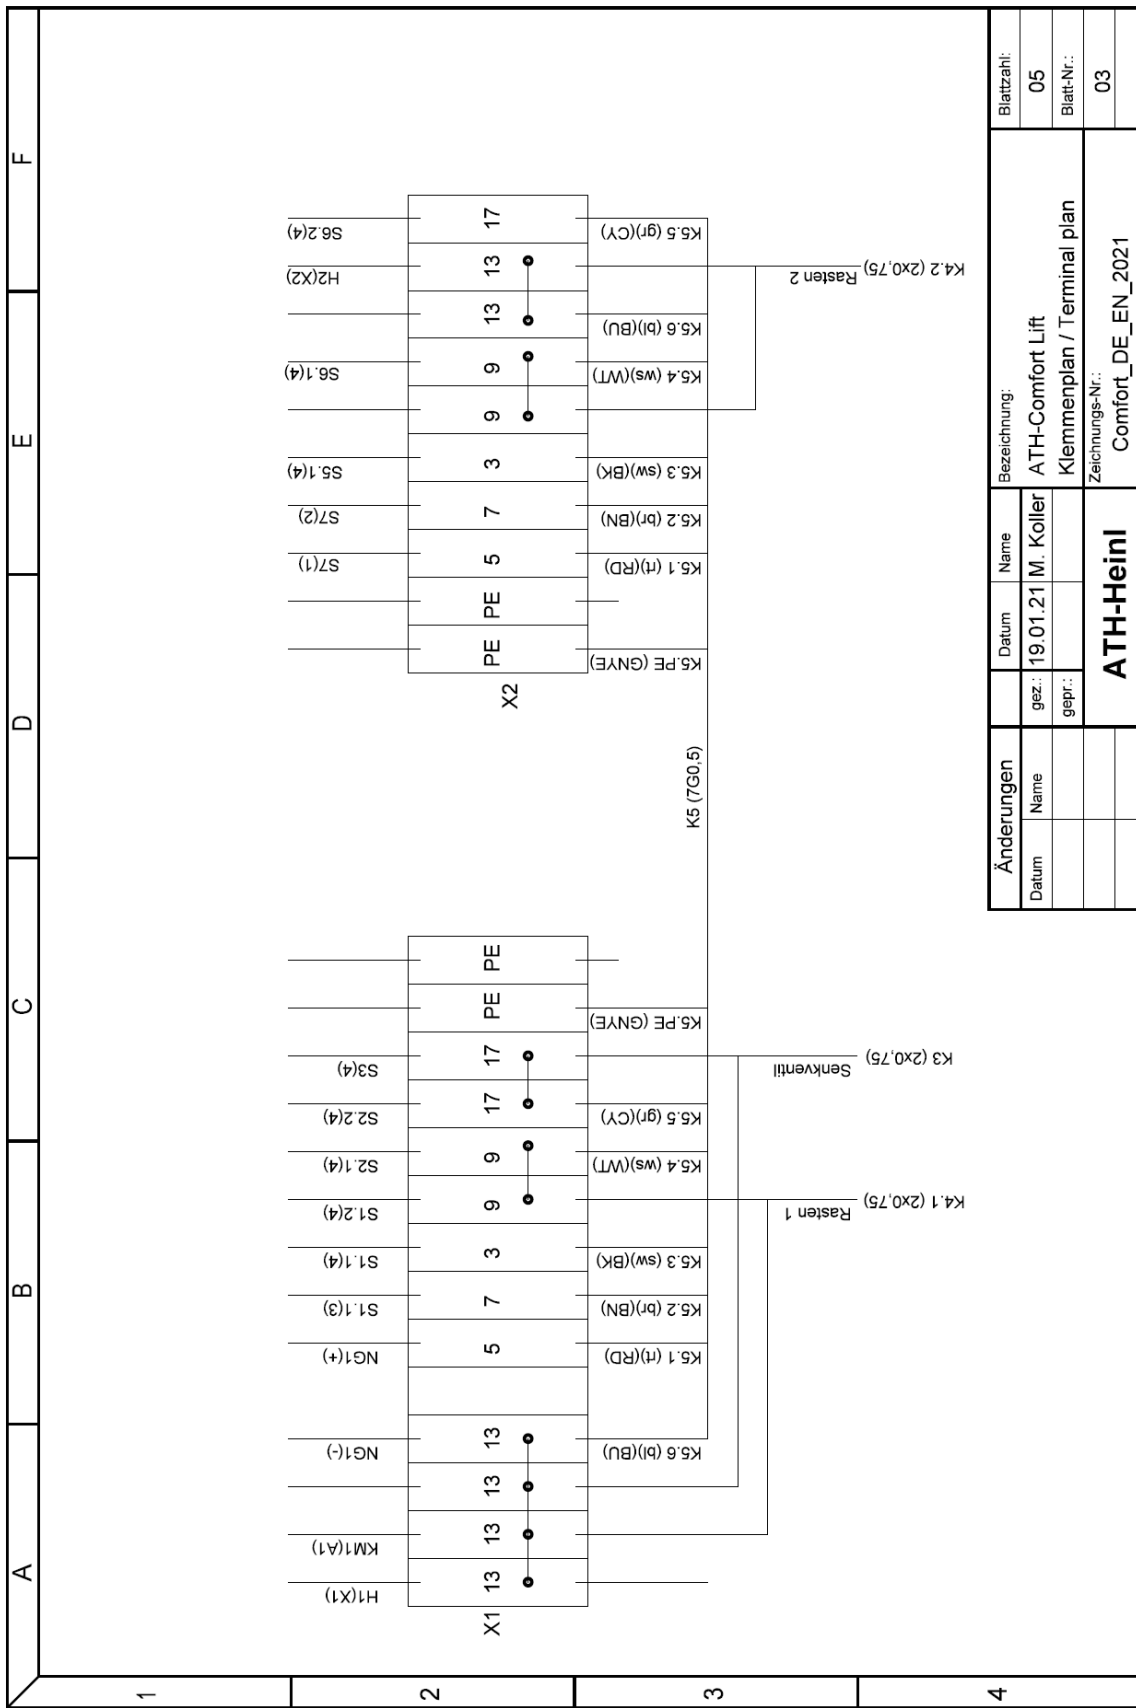 A
B
C
D
E
F
1
2
3
4
H1(X1)
KM1(A1)
NG1(-)
NG1(+)
S1.1(3)
S1.1(4)
S1.2(4)
S2.1(4)
S2.2(4)
S3(4)
X1
13
13
13
13
5
7
3
9
9
17
17
PE
PE
K5.6 (bl)(BU)
K5.1 (rt)(RD)
K5.2 (br)(BN)
K5.3 (sw)(BK)
K5.4 (ws)(WT)
K5.5 (gr)(CY)
K5.PE (GNYE)
Rasten 1
K4.1 (2x0,75)
Senkventil
K3 (2x0,75)
K5 (7G0,5)
S7(1)
S7(2)
S5.1(4)
S6.1(4)
H2(X2)
S6.2(4)
X2
PE
PE
5
7
3
9
9
13
13
17
K5.PE (GNYE)
K5.1 (rt)(RD)
K5.2 (br)(BN)
K5.3 (sw)(BK)
K5.4 (ws)(WT)
K5.6 (bl)(BU)
K5.5 (gr)(CY)
Rasten 2
K4.2 (2x0,75)
Änderungen
Datum
Name
Datum
Name
gez.:
19.01.21
M. Koller
gepr.:
ATH-Heinl
Bezeichnung:
ATH-Comfort Lift
Klemmenplan / Terminal plan
Zeichnungs-Nr.:
Comfort_DE_EN_2021
Blattzahl:
05
Blatt-Nr.:
03